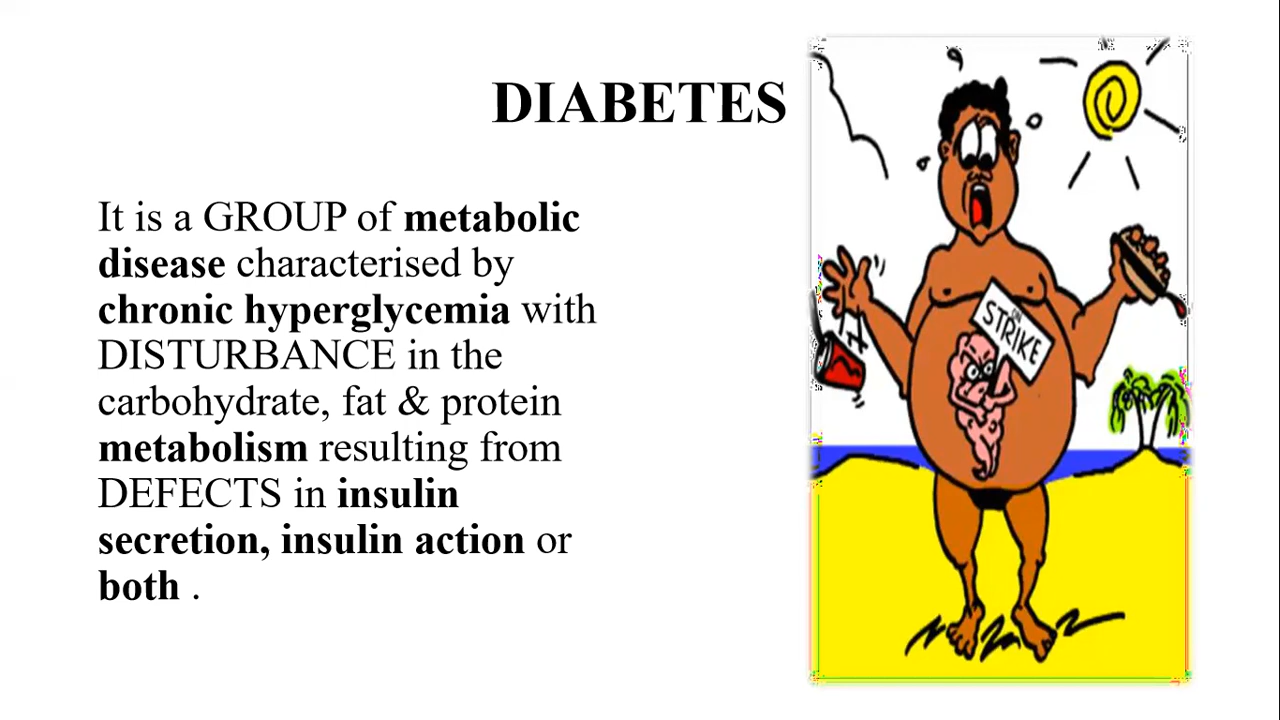 DIABETES
It is a GROUP of metabolic
disease characterised by
chronic hyperglycemia with
DISTURBANCE in the
carbohydrate, fat & protein
metabolism resulting from
DEFECTS in insulin
secretion, insulin action or
both .
ON
STRIKE